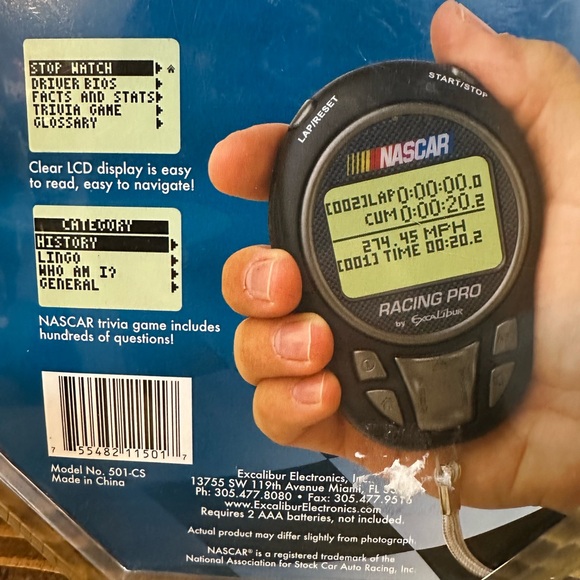 STOP WATCH
DRIVER BIOS
FACTS AND STATS
TRIVIA GAME
GLOSSARY
Clear LCD display is easy
to read, easy to navigate!
CATEGORY
HISTORY
LINGO
WHO AM I?
GENERAL
NASCAR trivia game includes
hundreds of questions!
7 55482 11501 7
Model No. 501-CS
Made in China
LAP/RESET
START/STOP
NASCAR
[002]LAP 0:00:00.0
CUM 0:00:20.2
274.45 MPH
[001] TIME 00:20.2
RACING PRO
by Excalibur
Excalibur Electronics, Inc.
13755 SW 119th Avenue Miami, FL
Ph: 305.477.8080 • Fax: 305.477.9516
www.ExcaliburElectronics.com
Requires 2 AAA batteries, not included.
Actual product may differ slightly from photograph.
NASCAR® is a registered trademark of the
National Association for Stock Car Auto Racing, Inc.